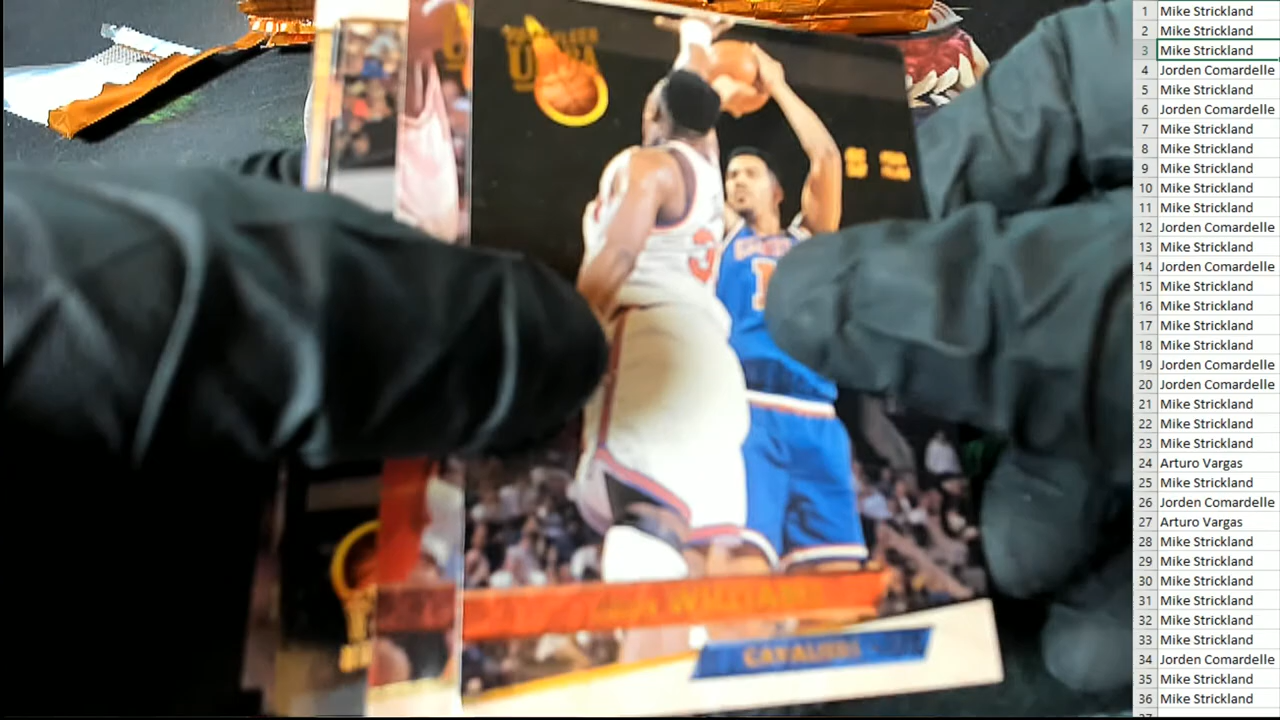 ULTRA
WILLIAMS
CAVALIERS
3
1
1 Mike Strickland
2 Mike Strickland
3 Mike Strickland
4 Jorden Comardelle
5 Mike Strickland
6 Jorden Comardelle
7 Mike Strickland
8 Mike Strickland
9 Mike Strickland
10 Mike Strickland
11 Mike Strickland
12 Jorden Comardelle
13 Mike Strickland
14 Jorden Comardelle
15 Mike Strickland
16 Mike Strickland
17 Mike Strickland
18 Mike Strickland
19 Jorden Comardelle
20 Jorden Comardelle
21 Mike Strickland
22 Mike Strickland
23 Mike Strickland
24 Arturo Vargas
25 Mike Strickland
26 Jorden Comardelle
27 Arturo Vargas
28 Mike Strickland
29 Mike Strickland
30 Mike Strickland
31 Mike Strickland
32 Mike Strickland
33 Mike Strickland
34 Jorden Comardelle
35 Mike Strickland
36 Mike Strickland